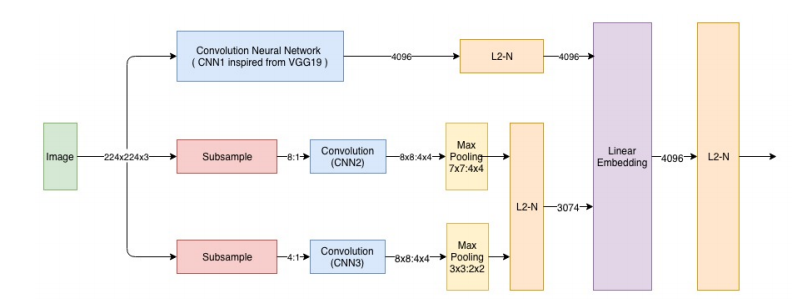 Convolution Neural Network
( CNN1 inspired from VGG19 )
4096
L2-N
4096
Image
224x224x3
Subsample
8:1
Convolution
(CNN2)
8x8:4x4
Max
Pooling
7x7:4x4
L2-N
3074
Linear
Embedding
4096
L2-N
Subsample
4:1
Convolution
(CNN3)
8x8:4x4
Max
Pooling
3x3:2x2